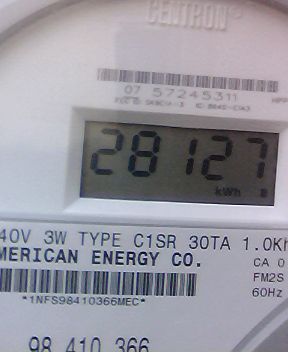 CENTRON®
07 57245311
28127
kWh
40V 3W TYPE C1SR 30TA 1.0Kh
MERICAN ENERGY CO.
CA 0
FM2S
60Hz
*1NFS98410366MEC*
98 410 366